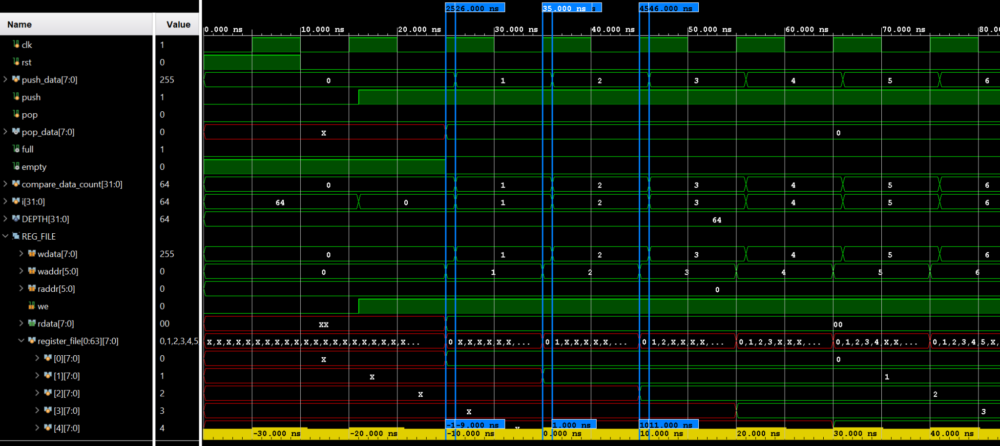 2526.000 ns 35.000 ns s 4546.000 ns
Name Value
0.000 ns 10.000 ns 20.000 ns 30.000 ns 40.000 ns 50.000 ns 60.000 ns 70.000 ns 80.00
clk 1
rst 0
push_data[7:0] 255 0 1 2 3 4 5 6
push 1
pop 0
pop_data[7:0] 0 X 0
full 1
empty 0
compare_data_count[31:0] 64 0 1 2 3 4 5 6
i[31:0] 64 64 0 1 2 3 4 5 6
DEPTH[31:0] 64 64
REG_FILE
wdata[7:0] 255 0 1 2 3 4 5 6
waddr[5:0] 0 0 1 2 3 4 5 6
raddr[5:0] 0 0
we 0
rdata[7:0] 00 XX 00
register_file[0:63][7:0] 0,1,2,3,4,5 X,X,X,X,X,X,X,X,X,X,X,X,X,X,X,X,X,X,X,X,X... 0 X,X,X,X,X,... 0 1,X,X,X,X,... 0 1,2,X,X,X,... 0,1,2,3,X,X,X,... 0,1,2,3,4,X,X,... 0,1,2,3,4,5,X,
[0][7:0] 0 X 0
[1][7:0] 1 X 1
[2][7:0] 2 X 2
[3][7:0] 3 X 3
[4][7:0] 4
-9.000 ns 1.000 ns 1011.000 ns
-30.000 ns -20.000 ns -10.000 ns 0.000 ns 10.000 ns 20.000 ns 30.000 ns 40.000 ns